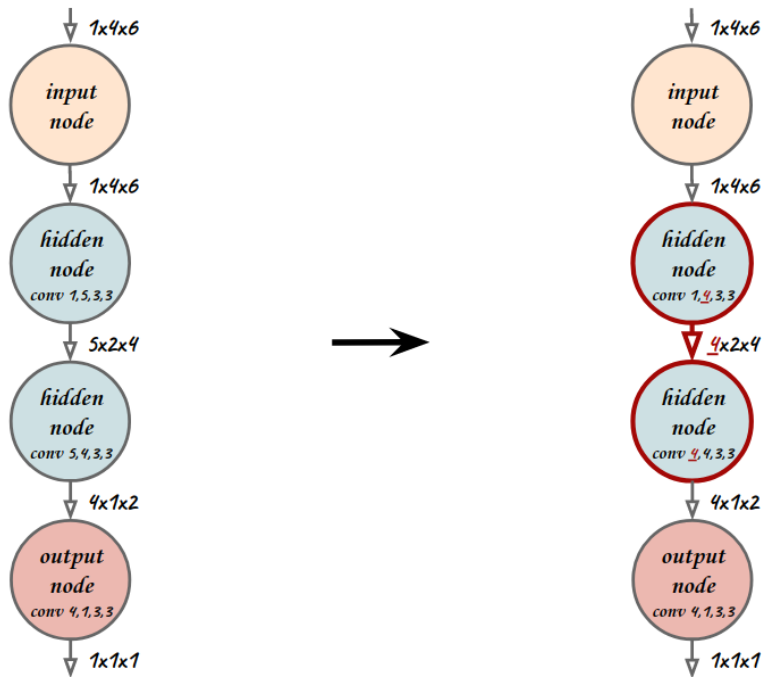 1x4x6
input
node
1x4x6
hidden
node
conv 1,5,3,3
5x2x4
hidden
node
conv 5,4,3,3
4x1x2
output
node
conv 4,1,3,3
1x1x1
1x4x6
input
node
1x4x6
hidden
node
conv 1,4,3,3
4x2x4
hidden
node
conv 4,4,3,3
4x1x2
output
node
conv 4,1,3,3
1x1x1